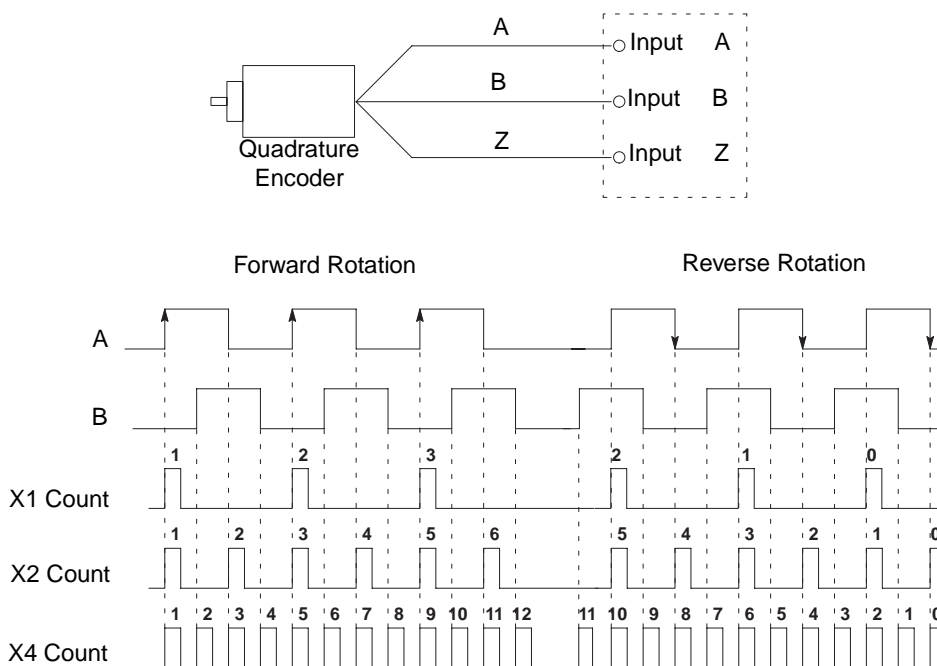 A
Input A
B
Input B
Z
Input Z
Quadrature
Encoder
Forward Rotation
Reverse Rotation
A
B
1 2 3 2 1 0
X1 Count
1 2 3 4 5 6 5 4 3 2 1 0
X2 Count
1 2 3 4 5 6 7 8 9 10 11 12 11 10 9 8 7 6 5 4 3 2 1 0
X4 Count